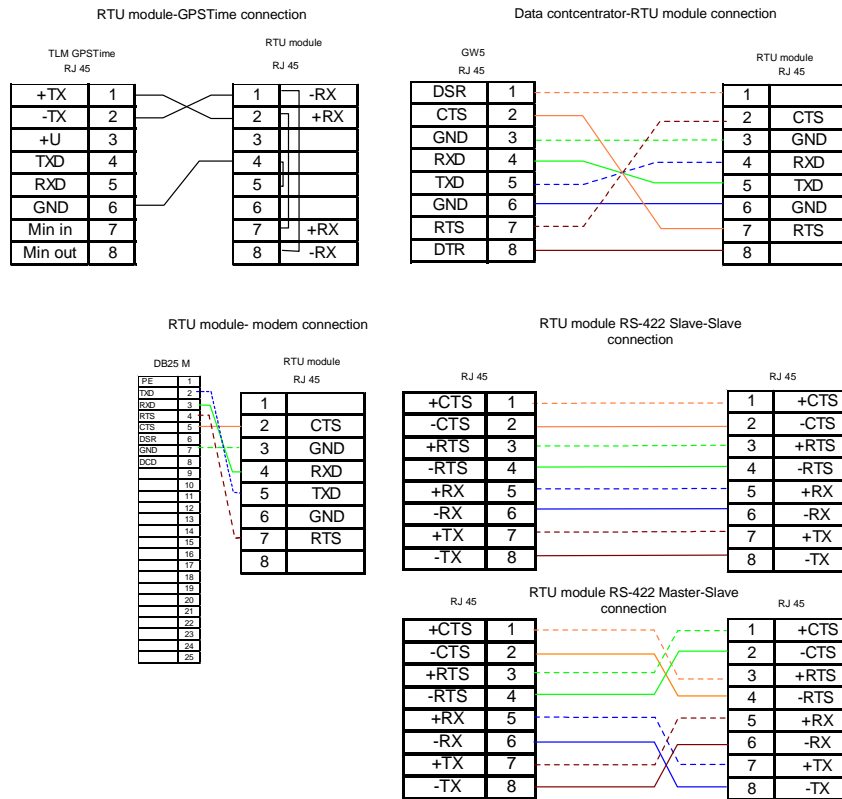 RTU module-GPSTime connection
TLM GPSTime
RJ 45
RTU module
RJ 45
+TX 1 1 -RX
-TX 2 2 +RX
+U 3 3
TXD 4 4
RXD 5 5
GND 6 6
Min in 7 7 +RX
Min out 8 8 -RX
Data contcentrator-RTU module connection
GW5
RJ 45
RTU module
RJ 45
DSR 1 1
CTS 2 2 CTS
GND 3 3 GND
RXD 4 4 RXD
TXD 5 5 TXD
GND 6 6 GND
RTS 7 7 RTS
DTR 8 8
RTU module- modem connection
DB25 M
RTU module
RJ 45
PE 1
TXD 2
RXD 3
RTS 4
CTS 5
DSR 6
GND 7
DCD 8
9
10
11
12
13
14
15
16
17
18
19
20
21
22
23
24
25
1
2 CTS
3 GND
4 RXD
5 TXD
6 GND
7 RTS
8
RTU module RS-422 Slave-Slave
connection
RJ 45
RJ 45
+CTS 1 1 +CTS
-CTS 2 2 -CTS
+RTS 3 3 +RTS
-RTS 4 4 -RTS
+RX 5 5 +RX
-RX 6 6 -RX
+TX 7 7 +TX
-TX 8 8 -TX
RTU module RS-422 Master-Slave
connection
RJ 45
RJ 45
+CTS 1 1 +CTS
-CTS 2 2 -CTS
+RTS 3 3 +RTS
-RTS 4 4 -RTS
+RX 5 5 +RX
-RX 6 6 -RX
+TX 7 7 +TX
-TX 8 8 -TX